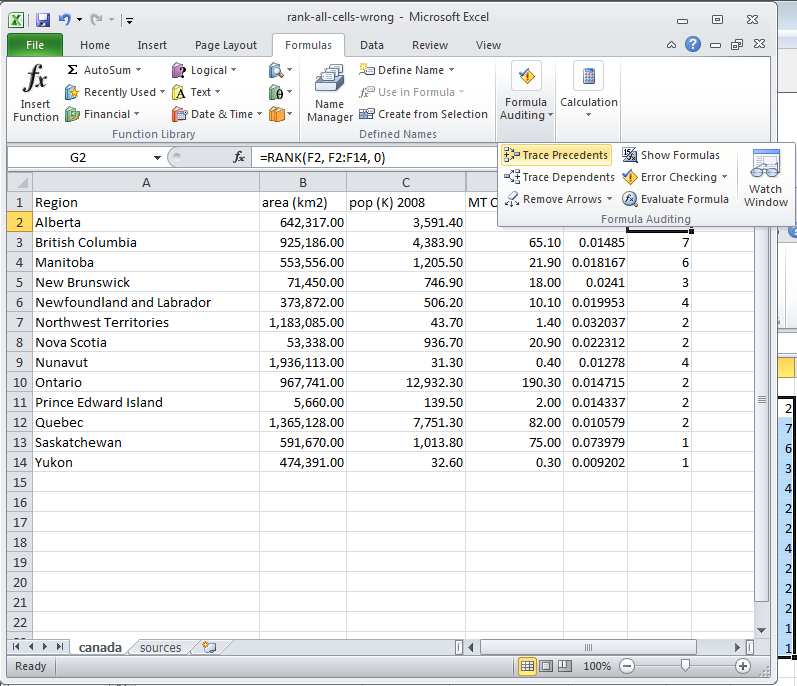 rank-all-cells-wrong - Microsoft Excel
File Home Insert Page Layout Formulas Data Review View
fx Insert Function
Σ AutoSum
Recently Used
Financial
Logical
Text
Date & Time
Function Library
Name Manager
Define Name
Use in Formula
Create from Selection
Defined Names
Formula Auditing
Calculation
G2 fx =RANK(F2, F2:F14, 0)
Trace Precedents Show Formulas
Trace Dependents Error Checking
Remove Arrows Evaluate Formula
Watch Window
Formula Auditing
A B C
1 Region area (km2) pop (K) 2008 MT C
2 Alberta 642,317.00 3,591.40
3 British Columbia 925,186.00 4,383.90 65.10 0.01485 7
4 Manitoba 553,556.00 1,205.50 21.90 0.018167 6
5 New Brunswick 71,450.00 746.90 18.00 0.0241 3
6 Newfoundland and Labrador 373,872.00 506.20 10.10 0.019953 4
7 Northwest Territories 1,183,085.00 43.70 1.40 0.032037 2
8 Nova Scotia 53,338.00 936.70 20.90 0.022312 2
9 Nunavut 1,936,113.00 31.30 0.40 0.01278 4
10 Ontario 967,741.00 12,932.30 190.30 0.014715 2
11 Prince Edward Island 5,660.00 139.50 2.00 0.014337 2
12 Quebec 1,365,128.00 7,751.30 82.00 0.010579 2
13 Saskatchewan 591,670.00 1,013.80 75.00 0.073979 1
14 Yukon 474,391.00 32.60 0.30 0.009202 1
15
16
17
18
19
20
21
22
canada sources
Ready 100%
2
7
6
3
4
2
2
4
2
2
2
1
1